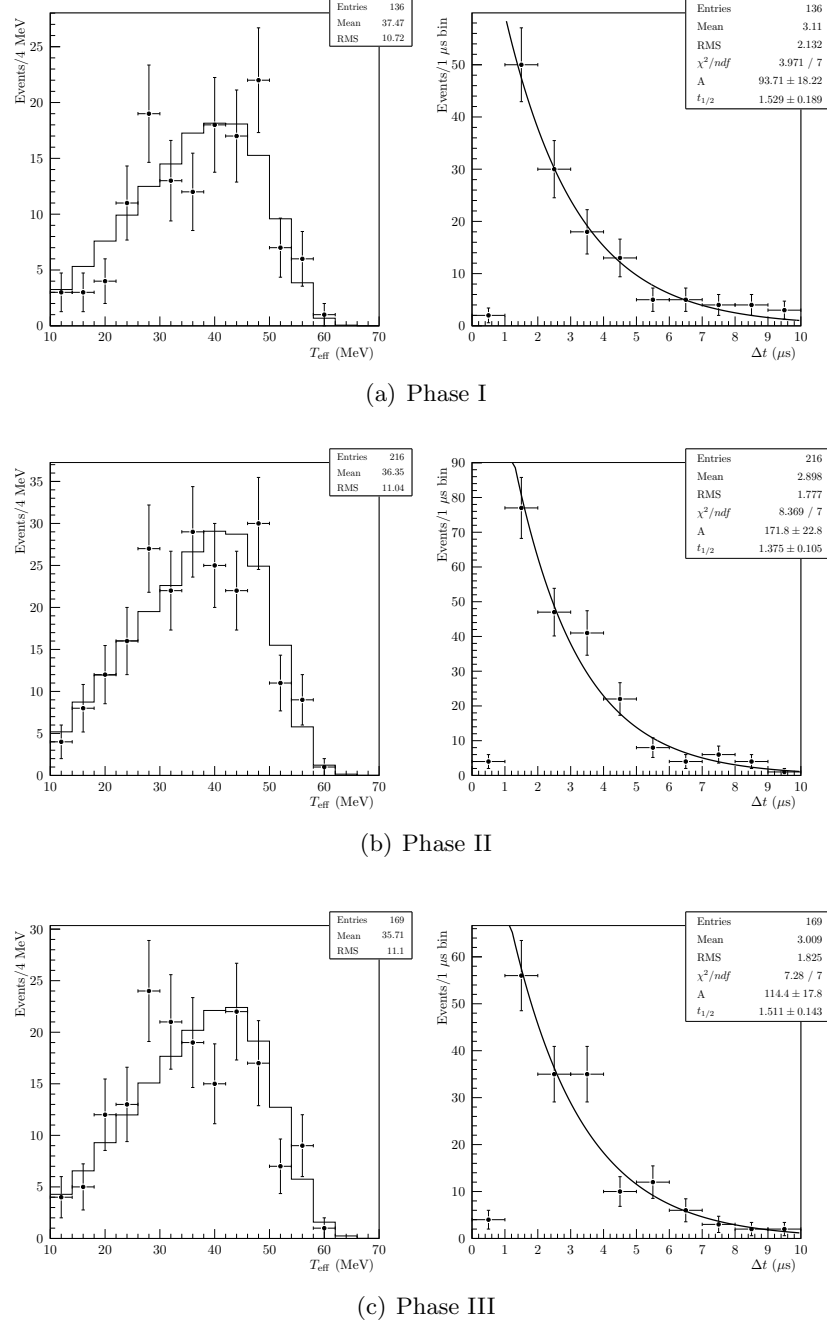 Entries 136
Mean 37.47
RMS 10.72
Events/4 MeV
25
20
15
10
5
0
10 20 30 40 50 60 70
T_eff (MeV)
Entries 136
Mean 3.11
RMS 2.132
χ²/ndf 3.971 / 7
A 93.71 ± 18.22
t_1/2 1.529 ± 0.189
Events/1 μs bin
50
40
30
20
10
0
0 1 2 3 4 5 6 7 8 9 10
Δt (μs)
(a) Phase I
Entries 216
Mean 36.35
RMS 11.04
Events/4 MeV
35
30
25
20
15
10
5
0
10 20 30 40 50 60 70
T_eff (MeV)
Entries 216
Mean 2.898
RMS 1.777
χ²/ndf 8.369 / 7
A 171.8 ± 22.8
t_1/2 1.375 ± 0.105
Events/1 μs bin
90
80
70
60
50
40
30
20
10
0
0 1 2 3 4 5 6 7 8 9 10
Δt (μs)
(b) Phase II
Entries 169
Mean 35.71
RMS 11.1
Events/4 MeV
30
25
20
15
10
5
0
10 20 30 40 50 60 70
T_eff (MeV)
Entries 169
Mean 3.009
RMS 1.825
χ²/ndf 7.28 / 7
A 114.4 ± 17.8
t_1/2 1.511 ± 0.143
Events/1 μs bin
60
50
40
30
20
10
0
0 1 2 3 4 5 6 7 8 9 10
Δt (μs)
(c) Phase III